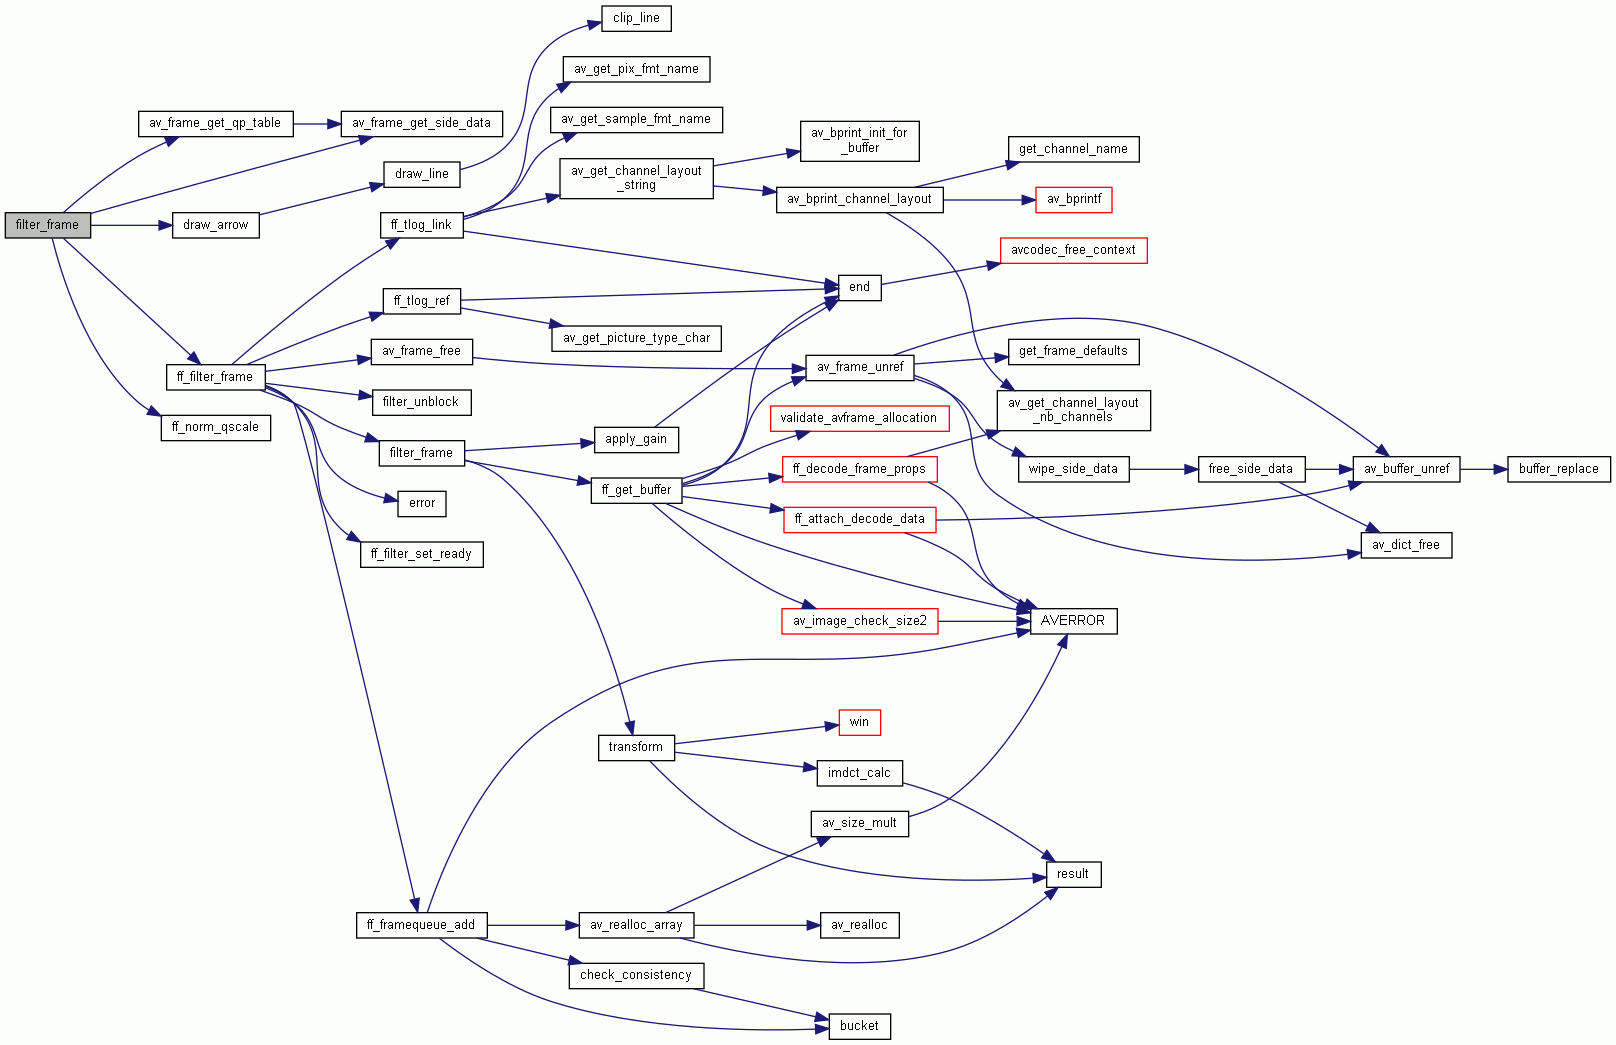 clip_line
av_get_pix_fmt_name
av_frame_get_qp_table
av_frame_get_side_data
av_get_sample_fmt_name
av_bprint_init_for
_buffer
get_channel_name
draw_line
av_get_channel_layout
_string
av_bprint_channel_layout
av_bprintf
filter_frame
draw_arrow
ff_tlog_link
avcodec_free_context
end
ff_tlog_ref
av_get_picture_type_char
av_frame_free
av_frame_unref
get_frame_defaults
ff_filter_frame
filter_unblock
av_get_channel_layout
_nb_channels
validate_avframe_allocation
ff_norm_qscale
filter_frame
apply_gain
ff_decode_frame_props
wipe_side_data
free_side_data
av_buffer_unref
buffer_replace
ff_get_buffer
error
ff_attach_decode_data
av_dict_free
ff_filter_set_ready
av_image_check_size2
AVERROR
win
transform
imdct_calc
av_size_mult
result
ff_framequeue_add
av_realloc_array
av_realloc
check_consistency
bucket